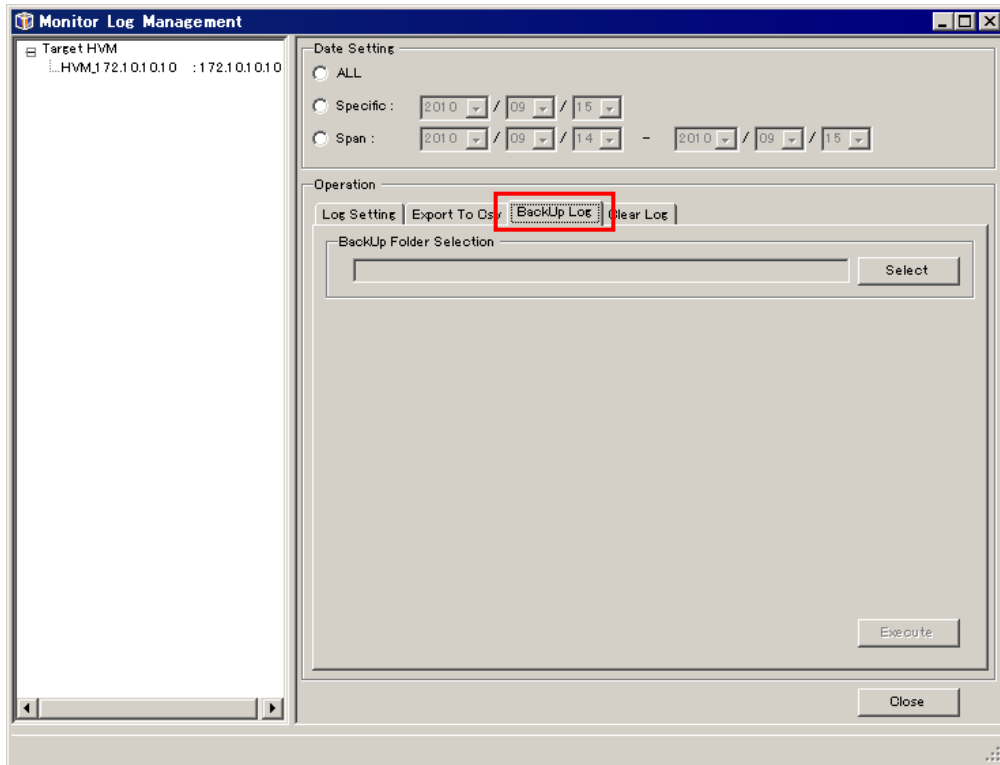 Monitor Log Management
Target HVM
HVM_172.10.10.10 :172.10.10.10
Date Setting
ALL
Specific : 2010 / 09 / 15
Span : 2010 / 09 / 14 - 2010 / 09 / 15
Operation
Log Setting Export To Csv BackUp Log Clear Log
BackUp Folder Selection
Select
Execute
Close